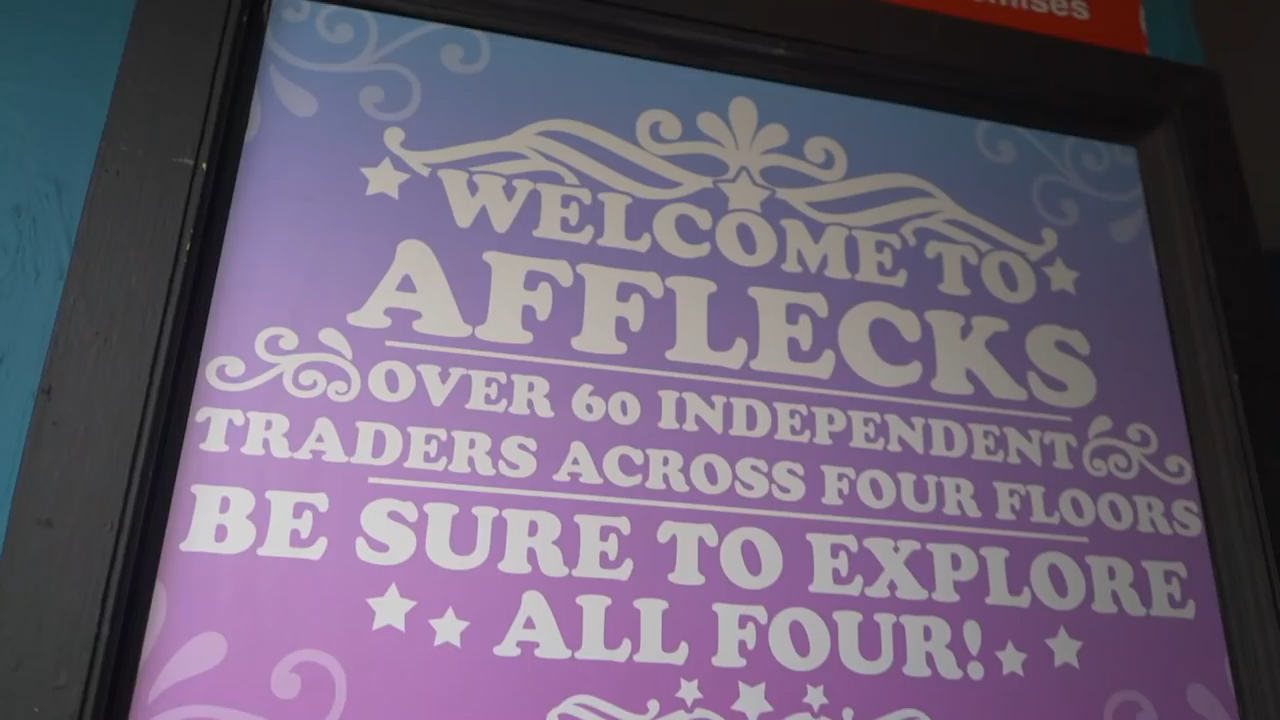 WELCOME TO
AFFLECKS
OVER 60 INDEPENDENT
TRADERS ACROSS FOUR FLOORS
BE SURE TO EXPLORE
ALL FOUR!